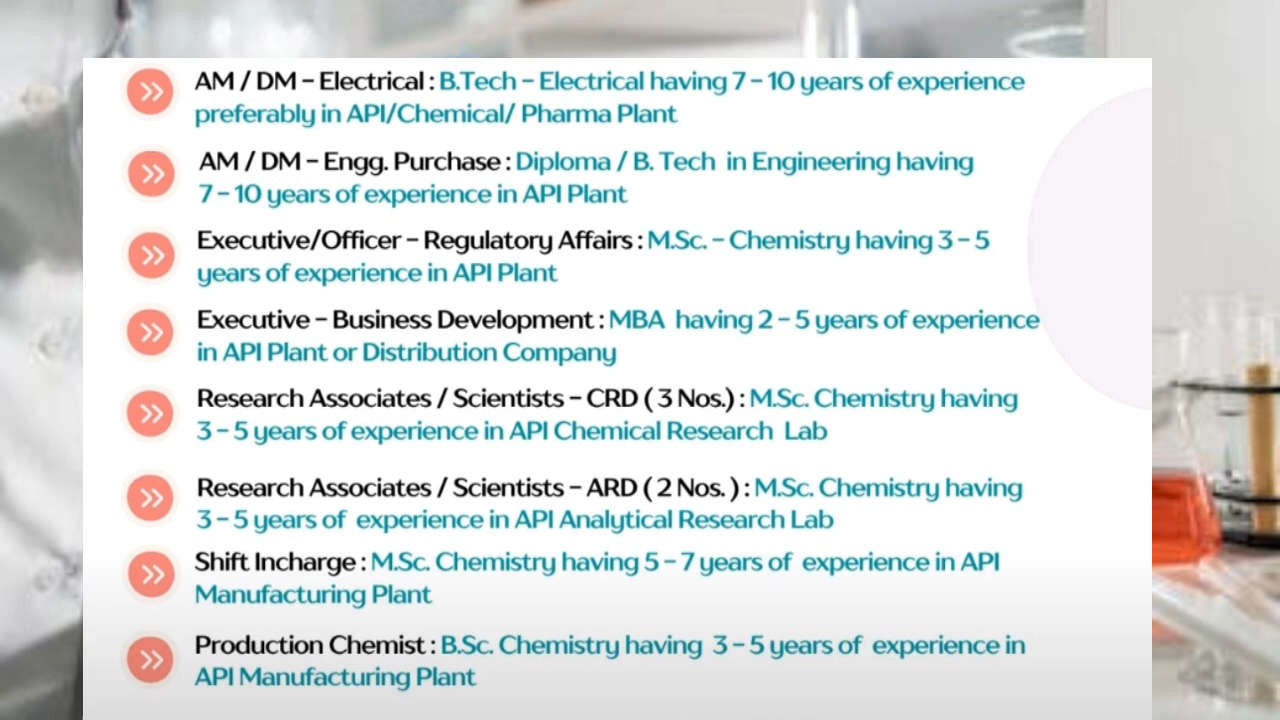 AM / DM – Electrical : B.Tech – Electrical having 7 – 10 years of experience
preferably in API/Chemical/ Pharma Plant
AM / DM – Engg. Purchase : Diploma / B. Tech in Engineering having
7 – 10 years of experience in API Plant
Executive/Officer – Regulatory Affairs : M.Sc. – Chemistry having 3 – 5
years of experience in API Plant
Executive – Business Development : MBA having 2 – 5 years of experience
in API Plant or Distribution Company
Research Associates / Scientists – CRD ( 3 Nos.) : M.Sc. Chemistry having
3 – 5 years of experience in API Chemical Research Lab
Research Associates / Scientists – ARD ( 2 Nos. ) : M.Sc. Chemistry having
3 – 5 years of experience in API Analytical Research Lab
Shift Incharge : M.Sc. Chemistry having 5 – 7 years of experience in API
Manufacturing Plant
Production Chemist : B.Sc. Chemistry having 3 – 5 years of experience in
API Manufacturing Plant